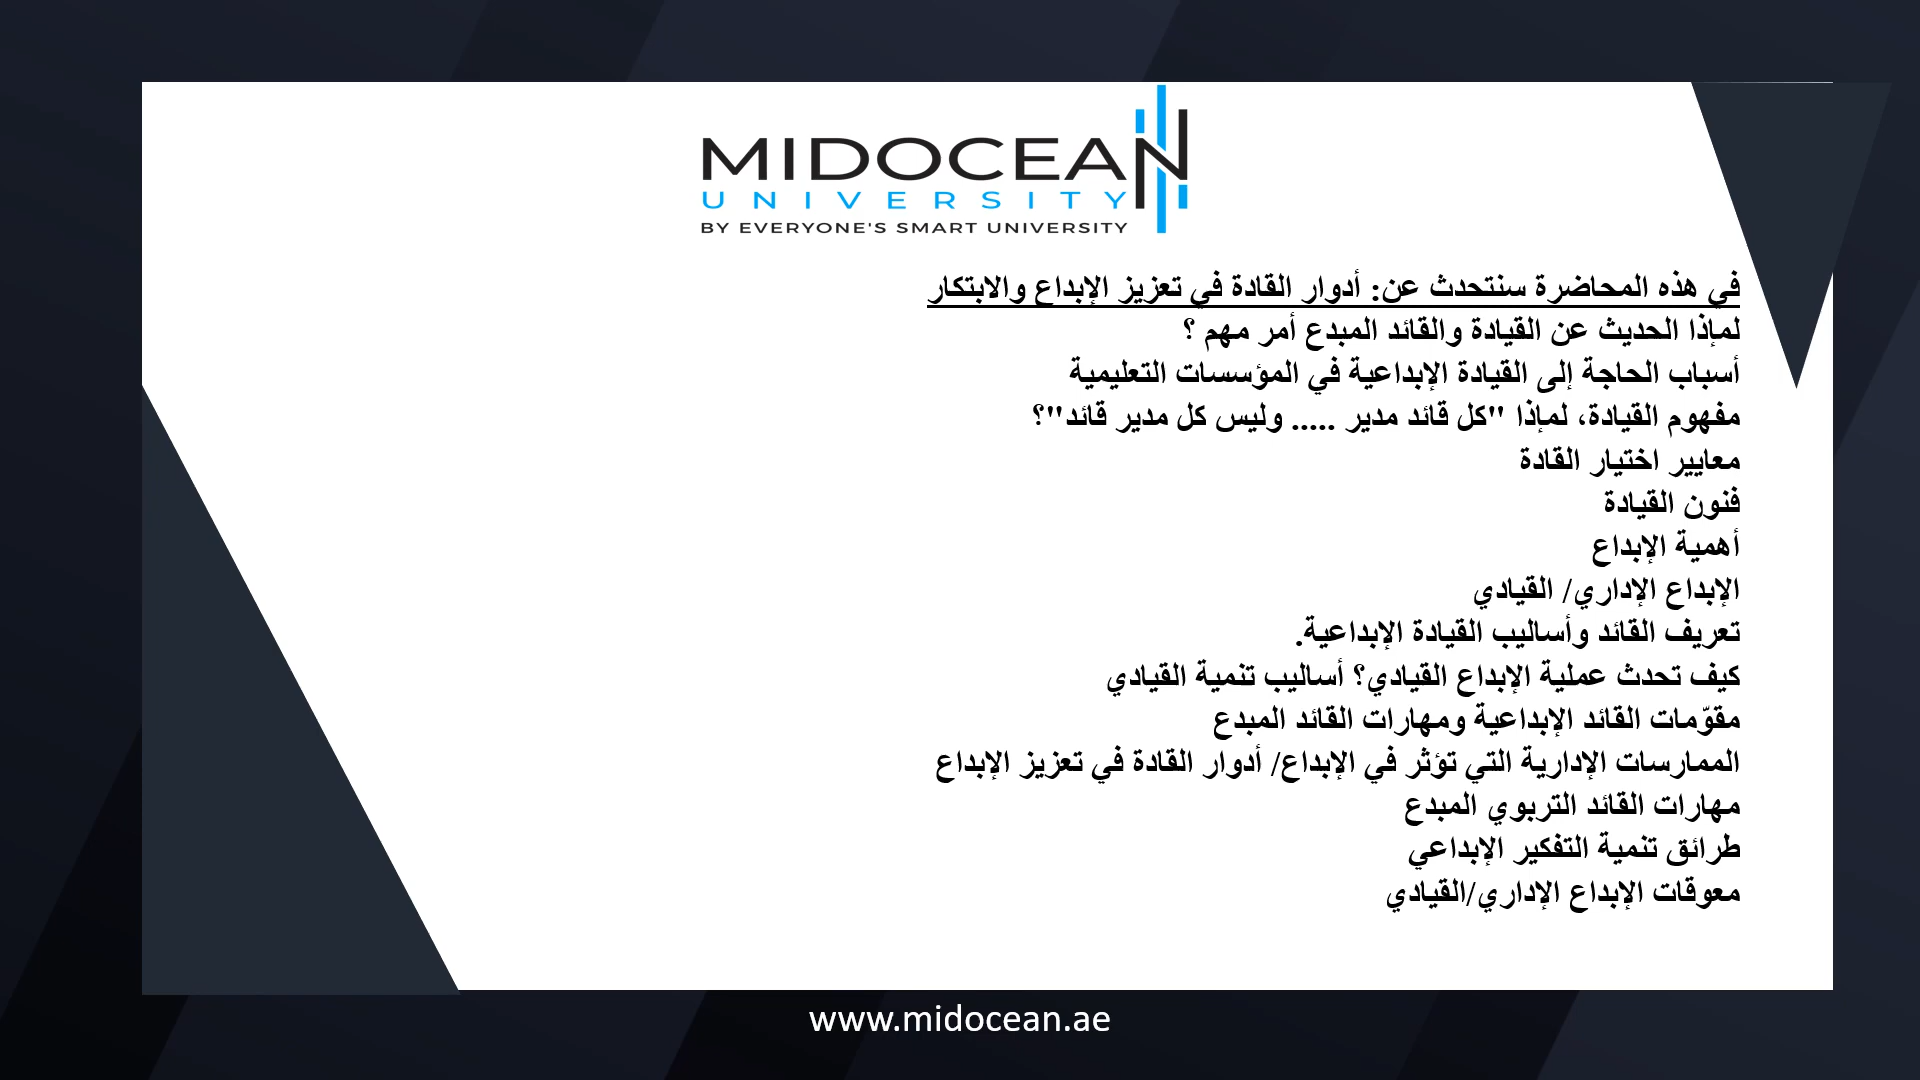 MIDOCEAN
UNIVERSITY
BY EVERYONE'S SMART UNIVERSITY
في هذه المحاضرة سنتحدث عن: أدوار القادة في تعزيز الإبداع والابتكار
لماذا الحديث عن القيادة والقائد المبدع أمر مهم ؟
أسباب الحاجة إلى القيادة الإبداعية في المؤسسات التعليمية
مفهوم القيادة، لماذا "كل قائد مدير ..... وليس كل مدير قائد"؟
معايير اختيار القادة
فنون القيادة
أهمية الإبداع
الإبداع الإداري/ القيادي
تعريف القائد وأساليب القيادة الإبداعية.
كيف تحدث عملية الإبداع القيادي؟ أساليب تنمية القيادي
مقوّمات القائد الإبداعية ومهارات القائد المبدع
الممارسات الإدارية التي تؤثر في الإبداع/ أدوار القادة في تعزيز الإبداع
مهارات القائد التربوي المبدع
طرائق تنمية التفكير الإبداعي
معوقات الإبداع الإداري/القيادي
www.midocean.ae